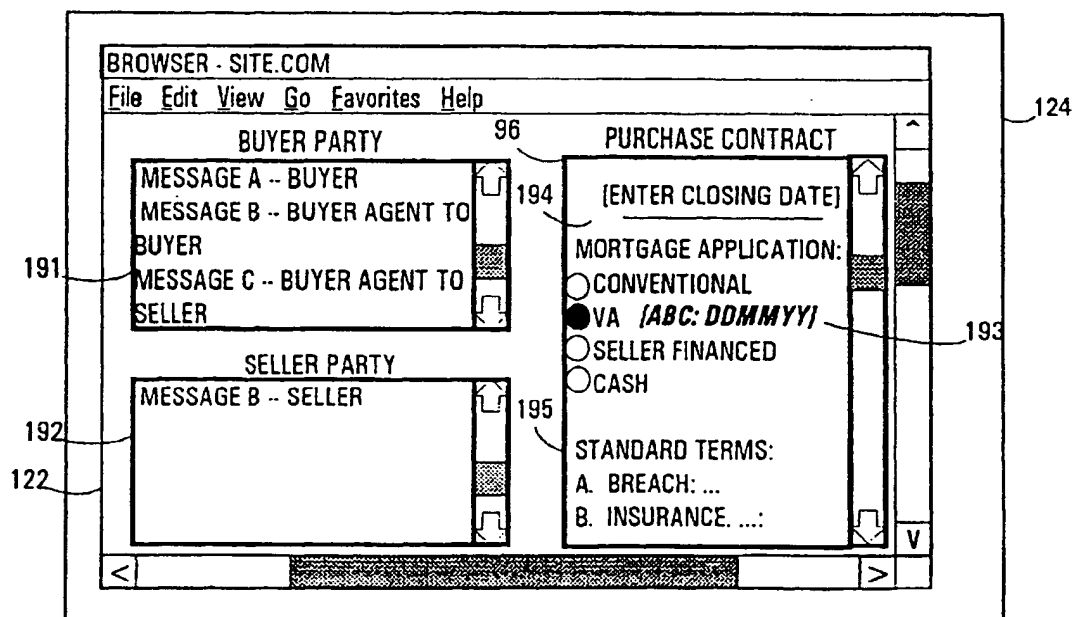 BROWSER - SITE.COM
File Edit View Go Favorites Help
124
BUYER PARTY
MESSAGE A -- BUYER
MESSAGE B -- BUYER AGENT TO
BUYER
MESSAGE C -- BUYER AGENT TO
SELLER
191
SELLER PARTY
MESSAGE B -- SELLER
192
122
96
PURCHASE CONTRACT
194
[ENTER CLOSING DATE]
MORTGAGE APPLICATION:
CONVENTIONAL
VA [ABC: DDMMYY]
193
SELLER FINANCED
CASH
195
STANDARD TERMS:
A. BREACH: ...
B. INSURANCE. ...:
^
V
<
>